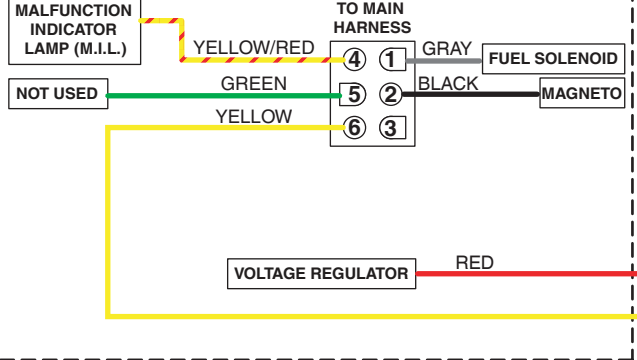 MALFUNCTION
INDICATOR
LAMP (M.I.L.)
TO MAIN
HARNESS
YELLOW/RED
4
1
GRAY
FUEL SOLENOID
NOT USED
GREEN
5
2
BLACK
MAGNETO
YELLOW
6
3
VOLTAGE REGULATOR
RED